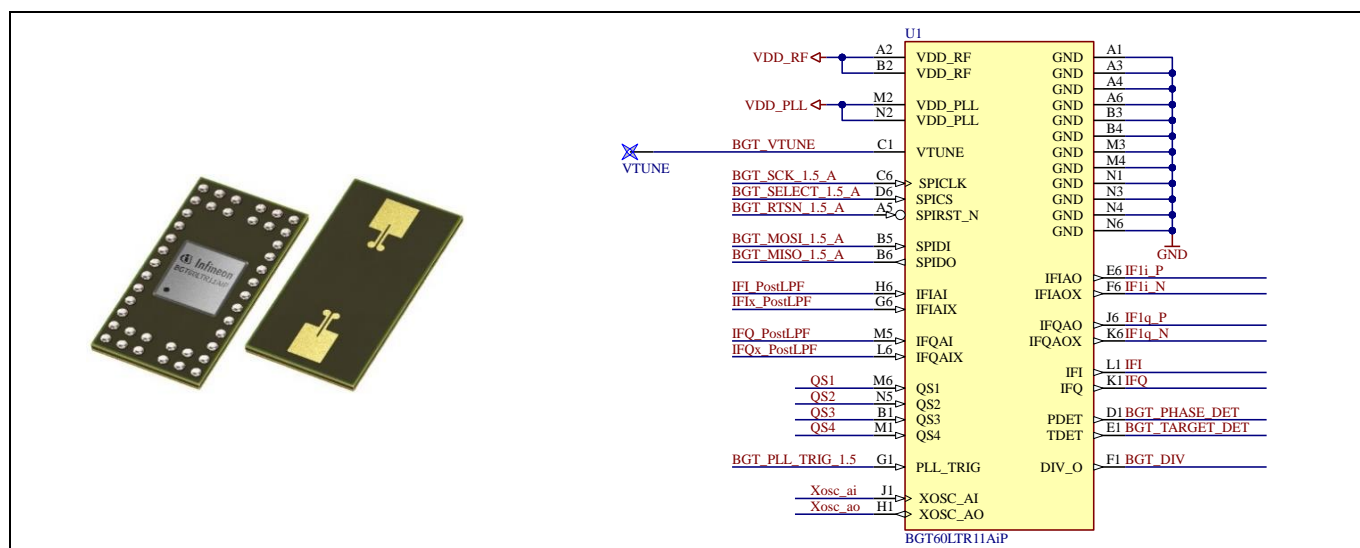 Infineon
BGT60LTR11AiP
U1
VDD_RF A2 VDD_RF GND A1
B2 VDD_RF GND A3
GND A4
VDD_PLL M2 VDD_PLL GND A6
N2 VDD_PLL GND B3
GND B4
BGT_VTUNE C1 VTUNE GND M3
VTUNE GND M4
BGT_SCK_1.5_A C6 SPICLK GND N1
BGT_SELECT_1.5_A D6 SPICS GND N3
BGT_RTSN_1.5_A A5 SPIRST_N GND N4
GND N6
BGT_MOSI_1.5_A B5 SPIDI
GND
BGT_MISO_1.5_A B6 SPIDO
IFIAO E6 IF1i_P
IFI_PostLPF H6 IFIAI IFIAOX F6 IF1i_N
IFIx_PostLPF G6 IFIAIX
IFQAO J6 IF1q_P
IFQ_PostLPF M5 IFQAI IFQAOX K6 IF1q_N
IFQx_PostLPF L6 IFQAIX
IFI L1 IFI
QS1 M6 QS1 IFQ K1 IFQ
QS2 N5 QS2
QS3 B1 QS3 PDET D1 BGT_PHASE_DET
QS4 M1 QS4 TDET E1 BGT_TARGET_DET
BGT_PLL_TRIG_1.5 G1 PLL_TRIG DIV_O F1 BGT_DIV
Xosc_ai J1 XOSC_AI
Xosc_ao H1 XOSC_AO
BGT60LTR11AiP